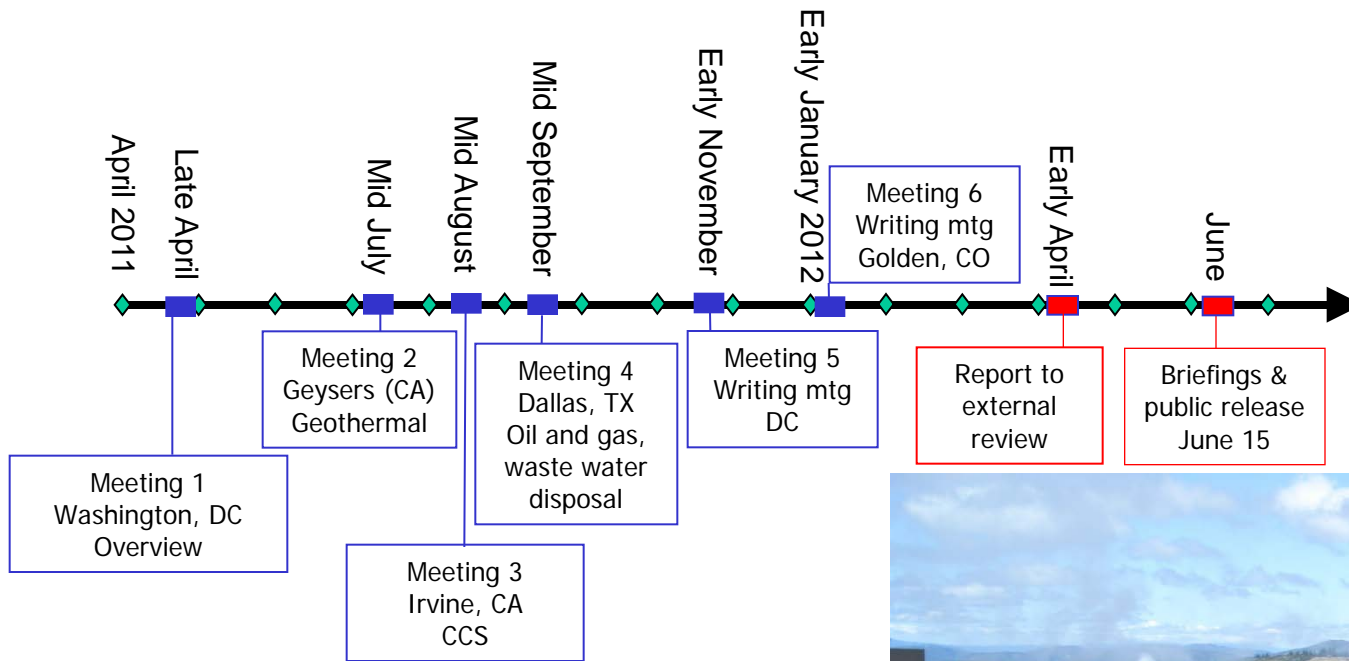 April 2011
Late April
Mid July
Mid August
Mid September
Early November
Early January 2012
Early April
June
Meeting 1
Washington, DC
Overview
Meeting 2
Geysers (CA)
Geothermal
Meeting 3
Irvine, CA
CCS
Meeting 4
Dallas, TX
Oil and gas,
waste water
disposal
Meeting 5
Writing mtg
DC
Meeting 6
Writing mtg
Golden, CO
Report to
external
review
Briefings &
public release
June 15